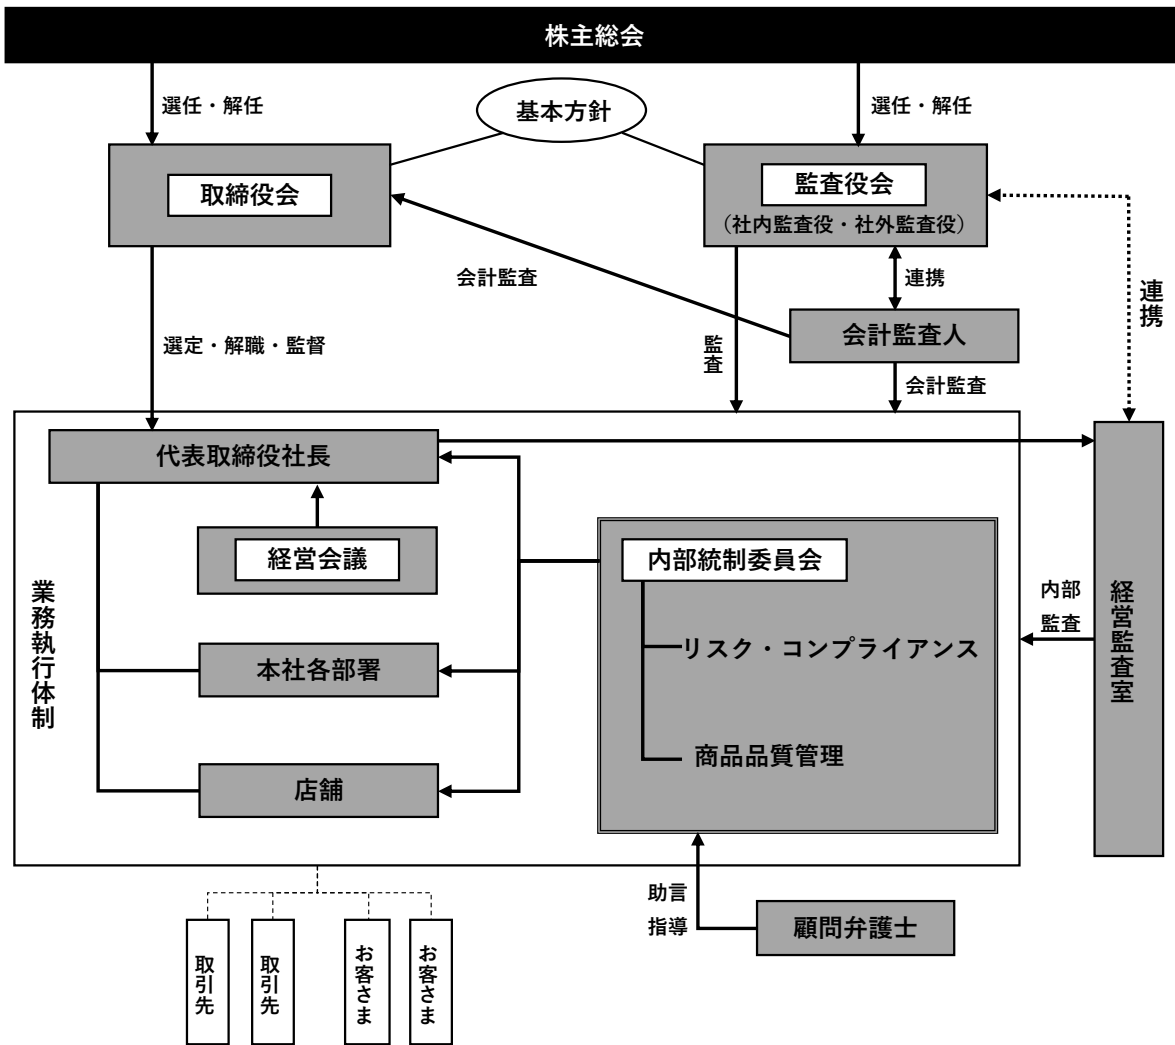 株主総会
選任・解任
基本方針
選任・解任
取締役会
監査役会
（社内監査役・社外監査役）
会計監査
連携
連携
選定・解職・監督
監査
会計監査人
会計監査
代表取締役社長
経営会議
内部統制委員会
業務執行体制
内部
監査
経営監査室
本社各部署
リスク・コンプライアンス
商品品質管理
店舗
助言
指導
顧問弁護士
取引先
取引先
お客さま
お客さま